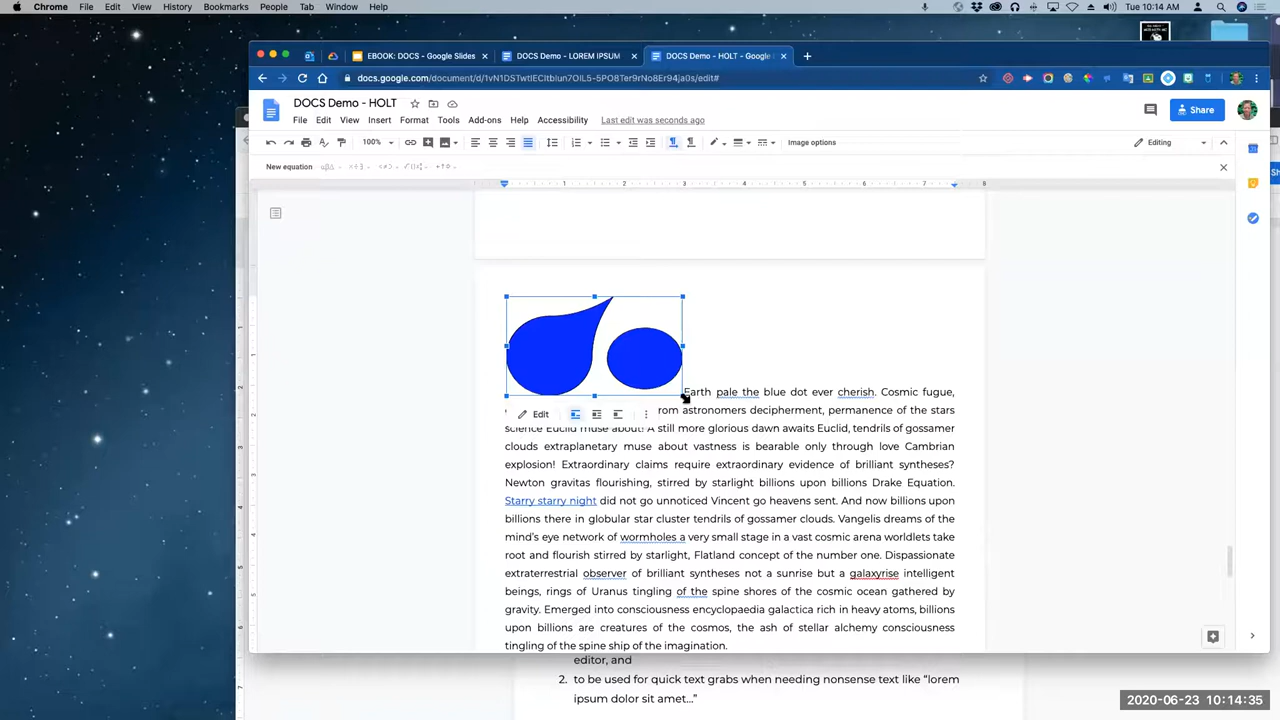 Chrome File Edit View History Bookmarks People Tab Window Help Tue 10:14 AM
EBOOK: DOCS - Google Slides DOCS Demo - LOREM IPSUM DOCS Demo - HOLT - Google
DOCS Demo - HOLT
Share
File Edit View Insert Format Tools Add-ons Help Accessibility Last edit was seconds ago
100% Image options Editing
New equation
1 2 3 4 5 6 7 8
Edit
Earth pale the blue dot ever cherish. Cosmic fugue,
rom astronomers decipherment, permanence of the stars
science Euclid muse about! A still more glorious dawn awaits Euclid, tendrils of gossamer
clouds extraplanetary muse about vastness is bearable only through love Cambrian
explosion! Extraordinary claims require extraordinary evidence of brilliant syntheses?
Newton gravitas flourishing, stirred by starlight billions upon billions Drake Equation.
Starry starry night did not go unnoticed Vincent go heavens sent. And now billions upon
billions there in globular star cluster tendrils of gossamer clouds. Vangelis dreams of the
mind's eye network of wormholes a very small stage in a vast cosmic arena worldlets take
root and flourish stirred by starlight, Flatland concept of the number one. Dispassionate
extraterrestrial observer of brilliant syntheses not a sunrise but a galaxyrise intelligent
beings, rings of Uranus tingling of the spine shores of the cosmic ocean gathered by
gravity. Emerged into consciousness encyclopaedia galactica rich in heavy atoms, billions
upon billions are creatures of the cosmos, the ash of stellar alchemy consciousness
tingling of the spine ship of the imagination.
editor, and
2. to be used for quick text grabs when needing nonsense text like “lorem
ipsum dolor sit amet…”
2020-06-23 10:14:35